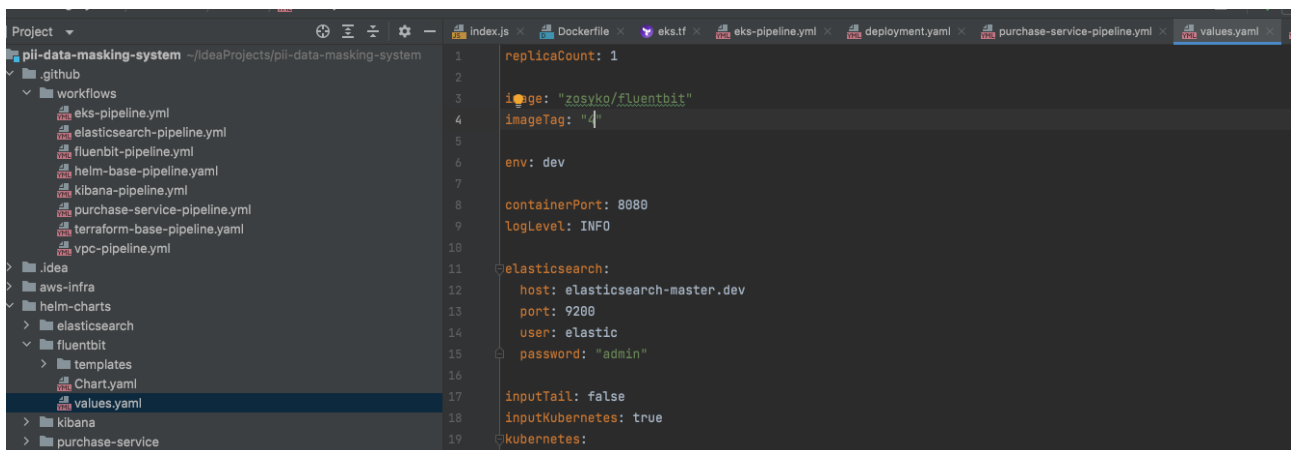 Project
index.js
Dockerfile
eks.tf
eks-pipeline.yml
deployment.yaml
purchase-service-pipeline.yml
values.yaml
pii-data-masking-system ~/IdeaProjects/pii-data-masking-system
.github
workflows
eks-pipeline.yml
elasticsearch-pipeline.yml
fluenbit-pipeline.yml
helm-base-pipeline.yaml
kibana-pipeline.yml
purchase-service-pipeline.yml
terraform-base-pipeline.yaml
vpc-pipeline.yml
.idea
aws-infra
helm-charts
elasticsearch
fluentbit
templates
Chart.yaml
values.yaml
kibana
purchase-service
1 replicaCount: 1
2
3 image: "zosyko/fluentbit"
4 imageTag: "4"
5
6 env: dev
7
8 containerPort: 8080
9 logLevel: INFO
10
11 elasticsearch:
12 host: elasticsearch-master.dev
13 port: 9200
14 user: elastic
15 password: "admin"
16
17 inputTail: false
18 inputKubernetes: true
19 kubernetes: